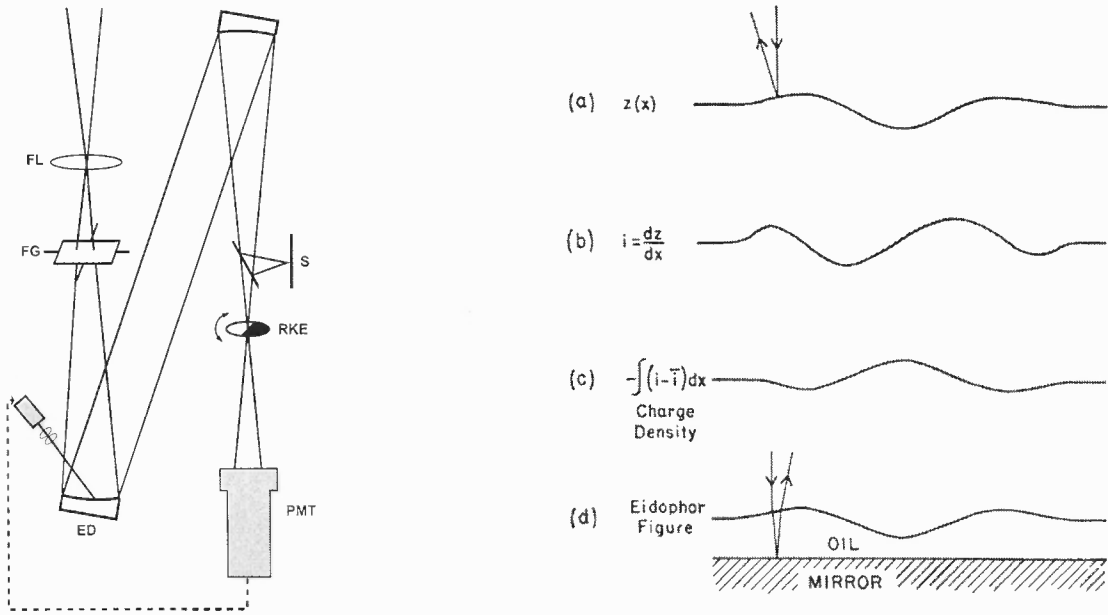 FL
FG
S
RKE
ED
PMT
(a) z(x)
(b) i = dz/dx
(c) -∫(i-i̅)dx
Charge
Density
(d) Eidophor
Figure
OIL
MIRROR